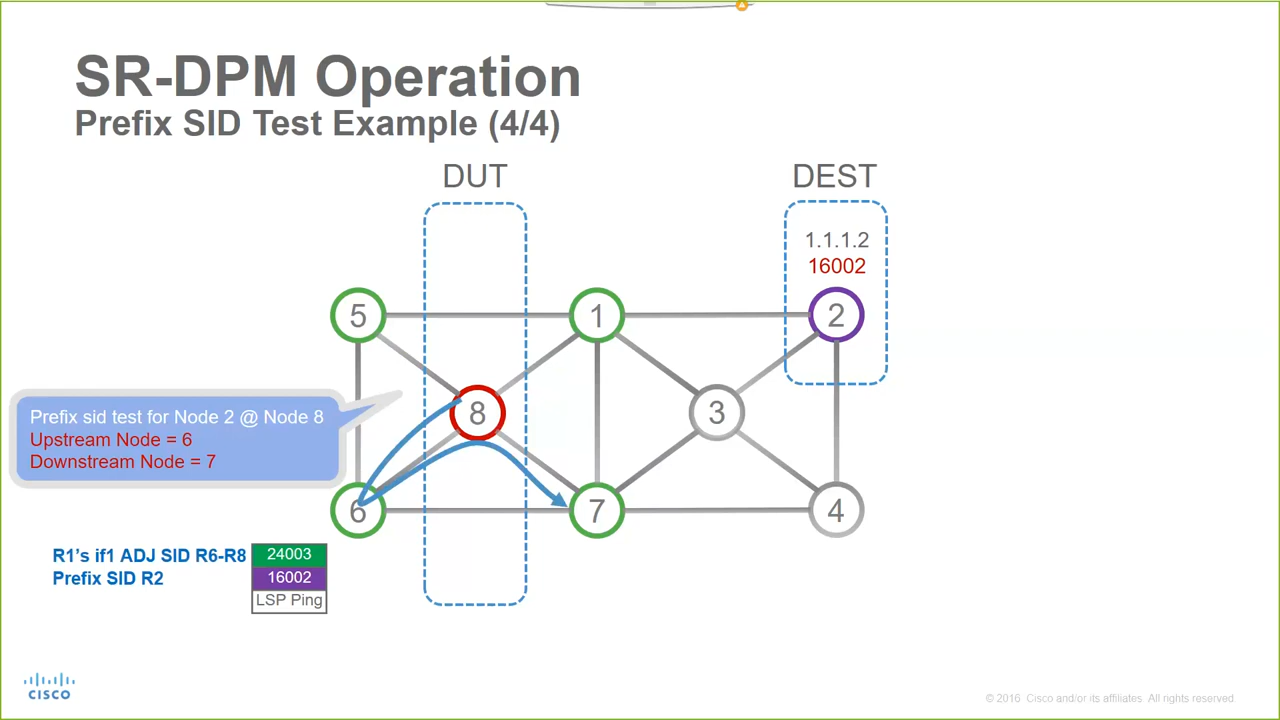 SR-DPM Operation
Prefix SID Test Example (4/4)
DUT
DEST
1.1.1.2
16002
5
1
2
8
3
Prefix sid test for Node 2 @ Node 8
Upstream Node = 6
Downstream Node = 7
6
7
4
R1's if1 ADJ SID R6-R8
24003
Prefix SID R2
16002
LSP Ping
CISCO
© 2016 Cisco and/or its affiliates. All rights reserved.